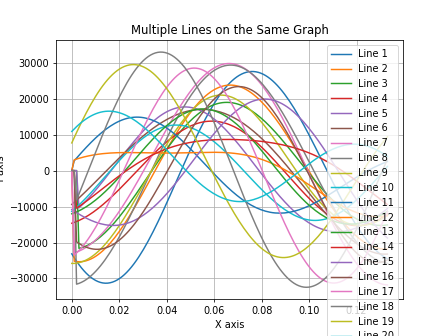 Multiple Lines on the Same Graph
30000
20000
10000
0
−10000
−20000
−30000
0.00
0.02
0.04
0.06
0.08
0.10
X axis
axis
Line 1
Line 2
Line 3
Line 4
Line 5
Line 6
Line 7
Line 8
Line 9
Line 10
Line 11
Line 12
Line 13
Line 14
Line 15
Line 16
Line 17
Line 18
Line 19
Line 20